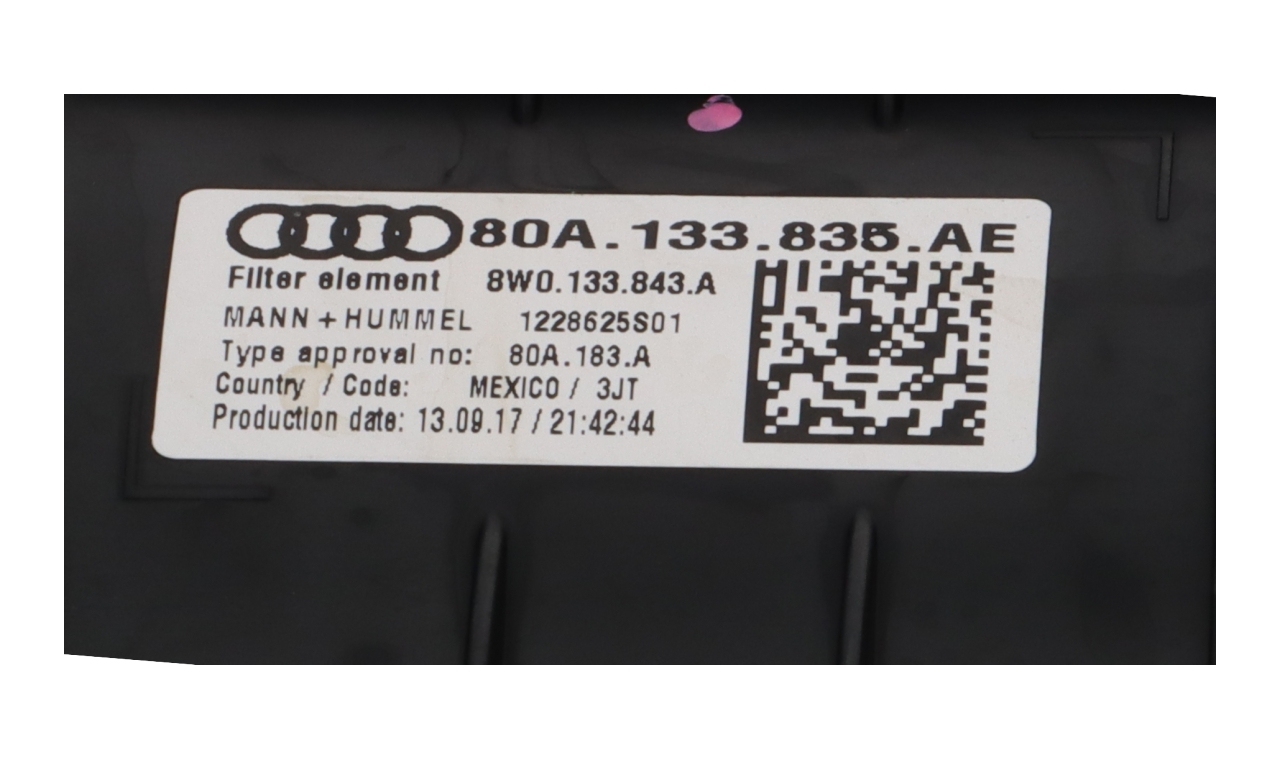 80A.133.835.AE
Filter element 8W0.133.843.A
MANN+HUMMEL 1228625S01
Type approval no: 80A.183.A
Country / Code: MEXICO / 3JT
Production date: 13.09.17 / 21:42:44